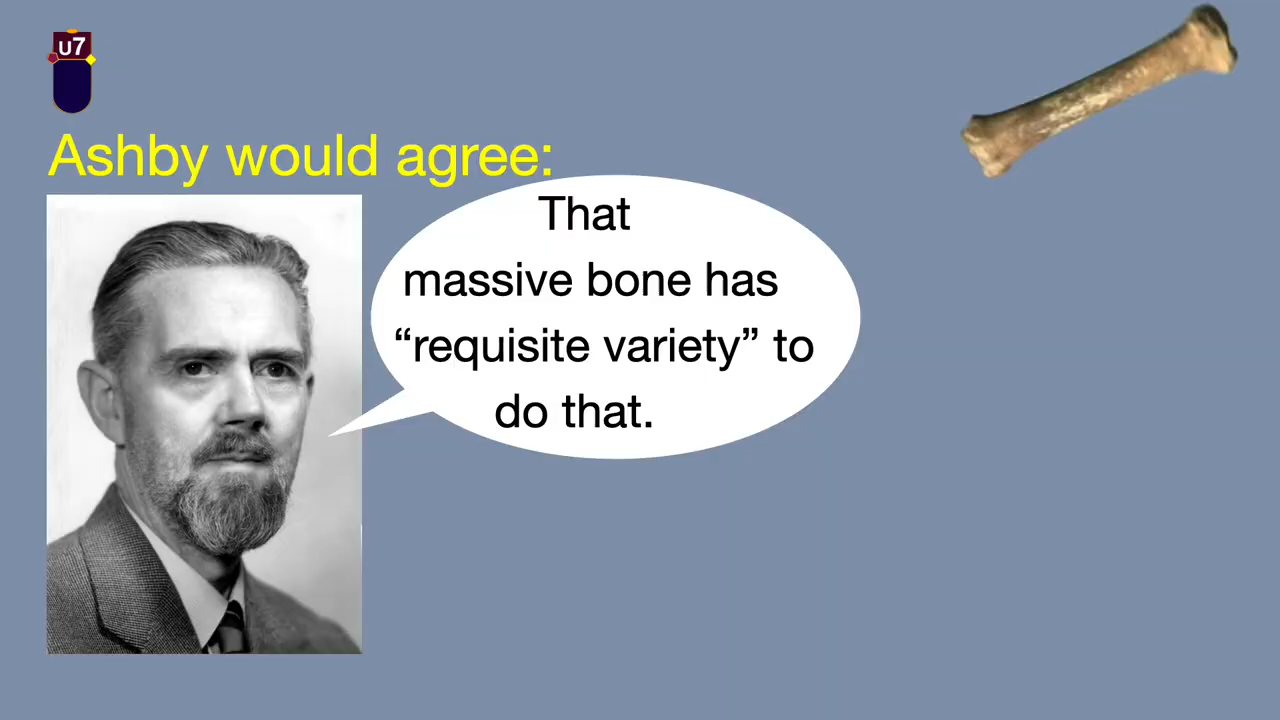 U7
Ashby would agree:
That
massive bone has
“requisite variety” to
do that.